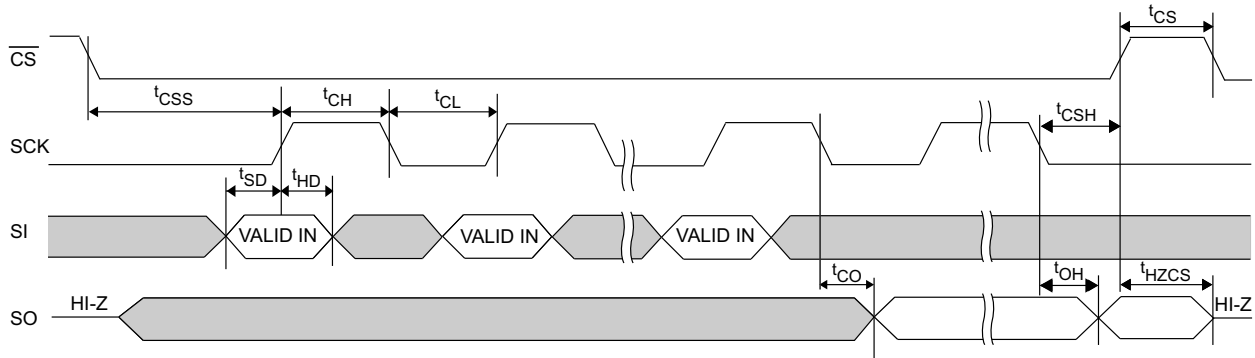 tCS
CS
tCSS
tCH
tCL
tCSH
SCK
tSD
tHD
SI
VALID IN
VALID IN
VALID IN
tCO
tOH
tHZCS
HI-Z
HI-Z
SO